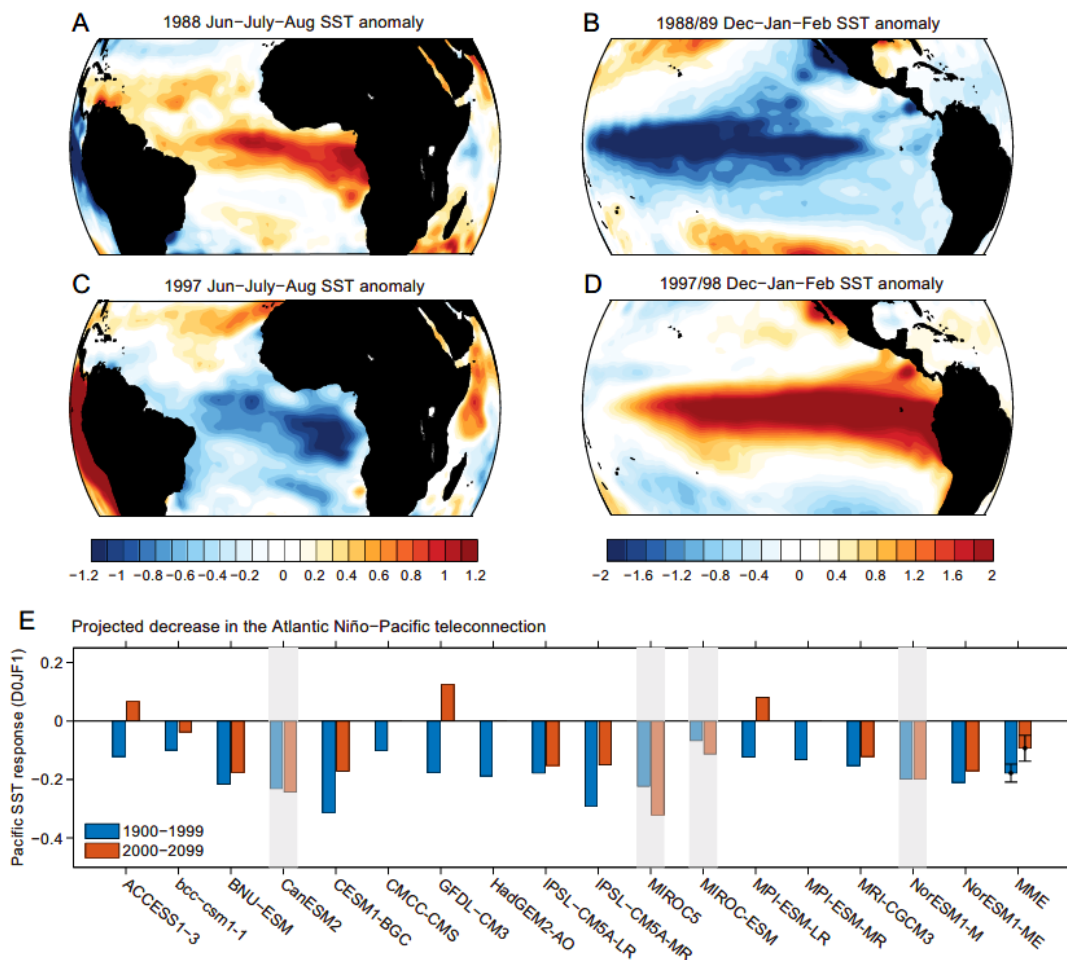 A
1988 Jun-July-Aug SST anomaly
B
1988/89 Dec-Jan-Feb SST anomaly
C
1997 Jun-July-Aug SST anomaly
D
1997/98 Dec-Jan-Feb SST anomaly
−1.2 −1 −0.8 −0.6 −0.4 −0.2 0 0.2 0.4 0.6 0.8 1 1.2
−2 −1.6 −1.2 −0.8 −0.4 0 0.4 0.8 1.2 1.6 2
E
Projected decrease in the Atlantic Niño-Pacific teleconnection
Pacific SST response (D0JF1)
0.2
0
−0.2
−0.4
1900−1999
2000−2099
ACCESS1-3
bcc-csm1-1
BNU-ESM
CanESM2
CESM1-BGC
CMCC-CMS
GFDL-CM3
HadGEM2-AO
IPSL-CM5A-LR
IPSL-CM5A-MR
MIROC5
MIROC-ESM
MPI-ESM-LR
MPI-ESM-MR
MRI-CGCM3
NorESM1-M
NorESM1-ME
MME